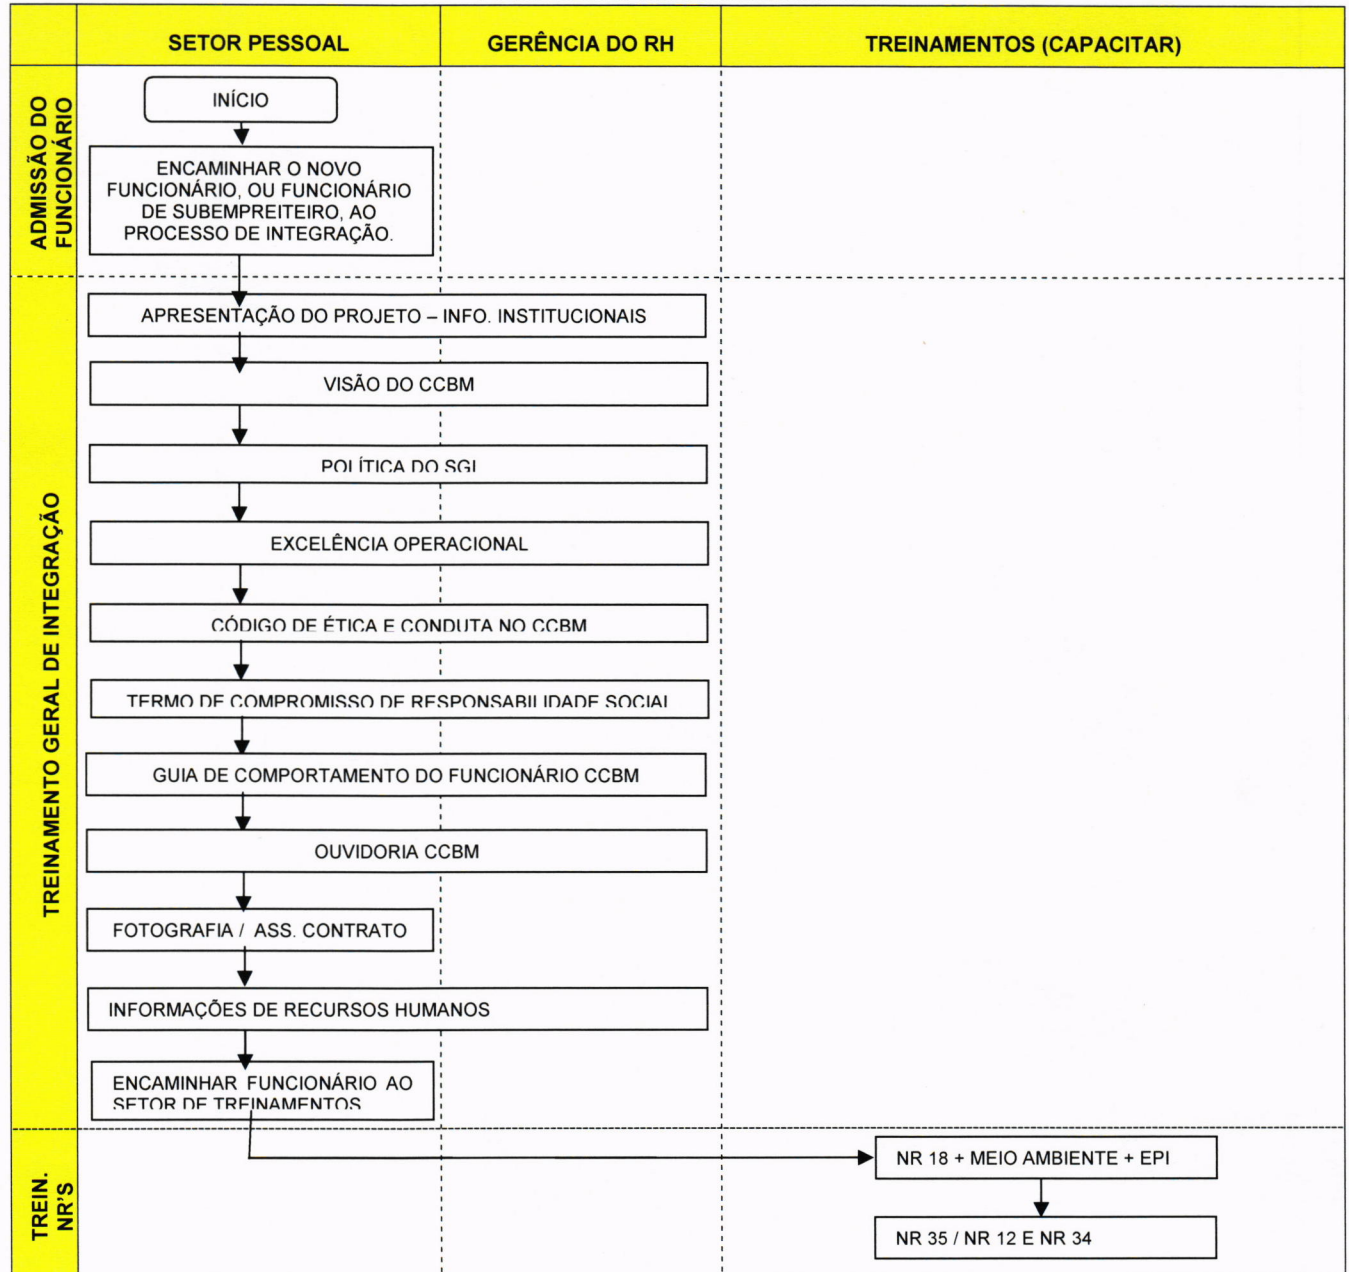 SETOR PESSOAL
GERÊNCIA DO RH
TREINAMENTOS (CAPACITAR)
ADMISSÃO DO
FUNCIONÁRIO
INÍCIO
ENCAMINHAR O NOVO
FUNCIONÁRIO, OU FUNCIONÁRIO
DE SUBEMPREITEIRO, AO
PROCESSO DE INTEGRAÇÃO.
TREINAMENTO GERAL DE INTEGRAÇÃO
APRESENTAÇÃO DO PROJETO – INFO. INSTITUCIONAIS
VISÃO DO CCBM
POLÍTICA DO SGI
EXCELÊNCIA OPERACIONAL
CÓDIGO DE ÉTICA E CONDUTA NO CCBM
TERMO DE COMPROMISSO DE RESPONSABILIDADE SOCIAL
GUIA DE COMPORTAMENTO DO FUNCIONÁRIO CCBM
OUVIDORIA CCBM
FOTOGRAFIA / ASS. CONTRATO
INFORMAÇÕES DE RECURSOS HUMANOS
ENCAMINHAR FUNCIONÁRIO AO
SETOR DE TREINAMENTOS
TREIN.
NR'S
NR 18 + MEIO AMBIENTE + EPI
NR 35 / NR 12 E NR 34